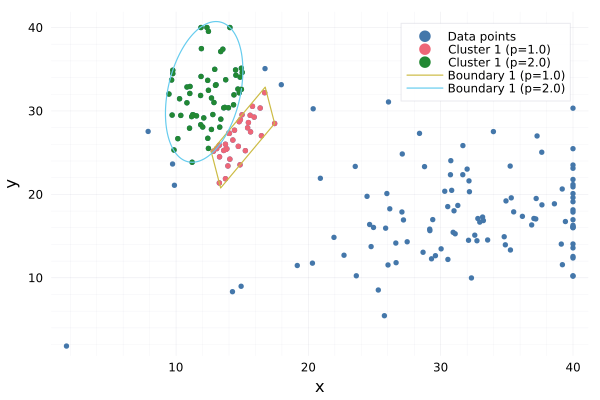 40
30
20
10
y
10
20
30
40
x
Data points
Cluster 1 (p=1.0)
Cluster 1 (p=2.0)
Boundary 1 (p=1.0)
Boundary 1 (p=2.0)